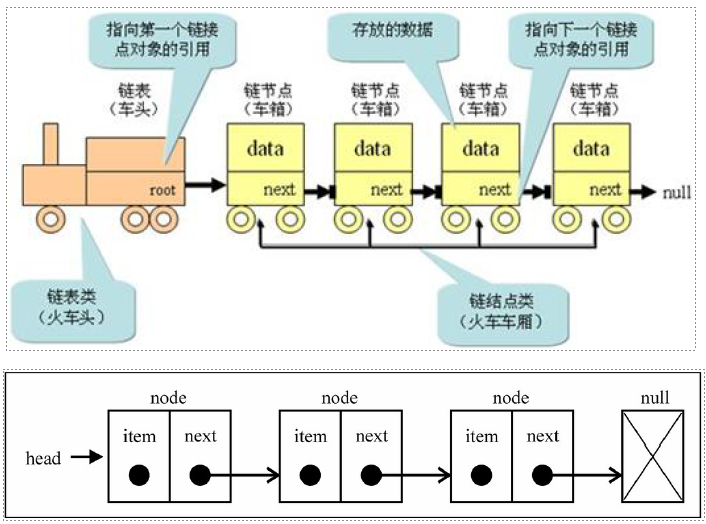 指向第一个链接
点对象的引用
存放的数据
指向下一个链接
点对象的引用
链表
（车头）
链节点
（车箱）
链节点
（车箱）
链节点
（车箱）
链节点
（车箱）
data
data
data
data
root
next
next
next
next
null
链表类
（火车头）
链结点类
（火车车厢）
node
node
node
null
head
item
next
item
next
item
next